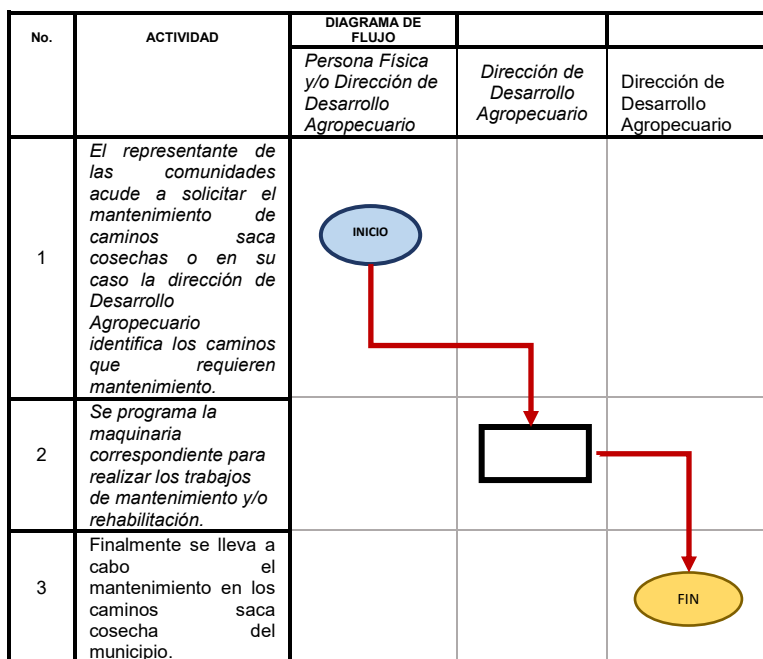 No.
ACTIVIDAD
DIAGRAMA DE
FLUJO
Persona Física
y/o Dirección de
Desarrollo
Agropecuario
Dirección de
Desarrollo
Agropecuario
Dirección de
Desarrollo
Agropecuario
1
El representante de
las comunidades
acude a solicitar el
mantenimiento de
caminos saca
cosechas o en su
caso la dirección de
Desarrollo
Agropecuario
identifica los caminos
que requieren
mantenimiento.
INICIO
2
Se programa la
maquinaria
correspondiente para
realizar los trabajos
de mantenimiento y/o
rehabilitación.
3
Finalmente se lleva a
cabo el
mantenimiento en los
caminos saca
cosecha del
municipio.
FIN